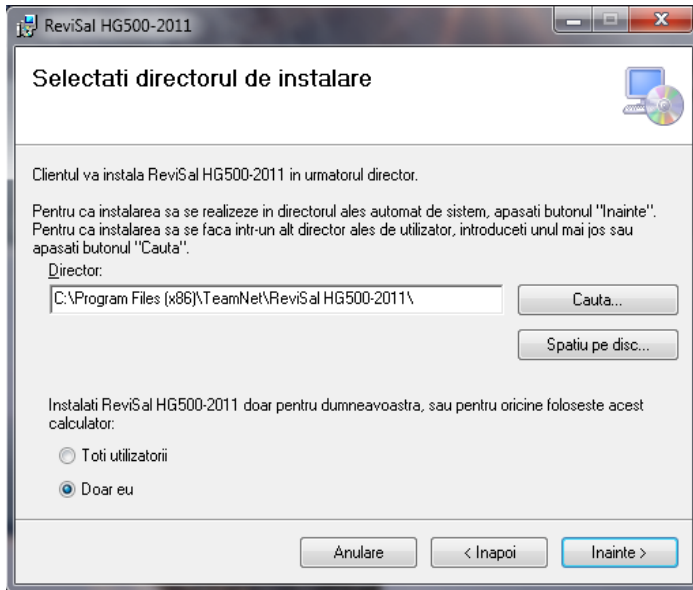 ReviSal HG500-2011
Selectati directorul de instalare
Clientul va instala ReviSal HG500-2011 in urmatorul director.
Pentru ca instalarea sa se realizeze in directorul ales automat de sistem, apasati butonul "Inainte".
Pentru ca instalarea sa se faca intr-un alt director ales de utilizator, introduceti unul mai jos sau
apasati butonul "Cauta".
Director:
C:\Program Files (x86)\TeamNet\ReviSal HG500-2011\
Cauta...
Spatiu pe disc...
Instalati ReviSal HG500-2011 doar pentru dumneavoastra, sau pentru oricine foloseste acest
calculator:
Toti utilizatorii
Doar eu
Anulare
< Inapoi
Inainte >